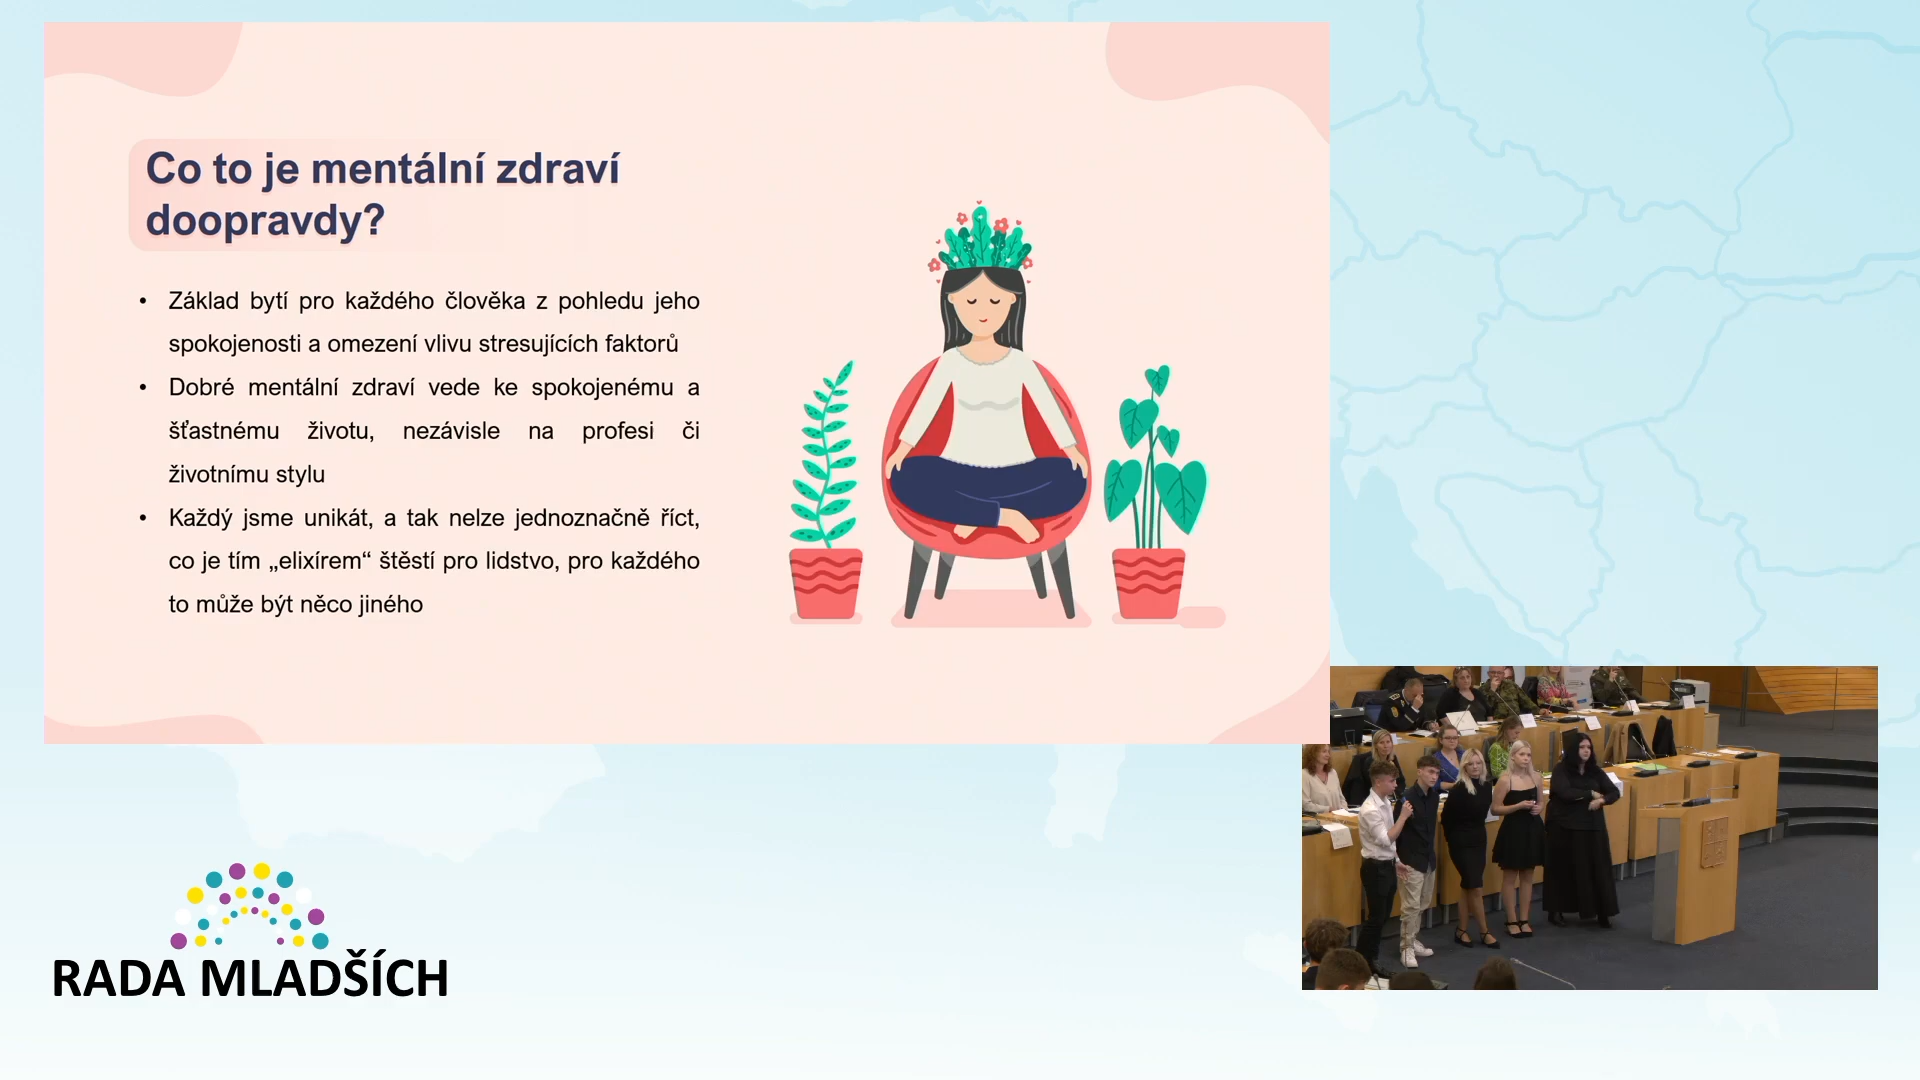 Co to je mentální zdraví
doopravdy?
• Základ bytí pro každého člověka z pohledu jeho
spokojenosti a omezení vlivu stresujících faktorů
• Dobré mentální zdraví vede ke spokojenému a
šťastnému životu, nezávisle na profesi či
životnímu stylu
• Každý jsme unikát, a tak nelze jednoznačně říct,
co je tím „elixírem“ štěstí pro lidstvo, pro každého
to může být něco jiného
RADA MLADŠÍCH